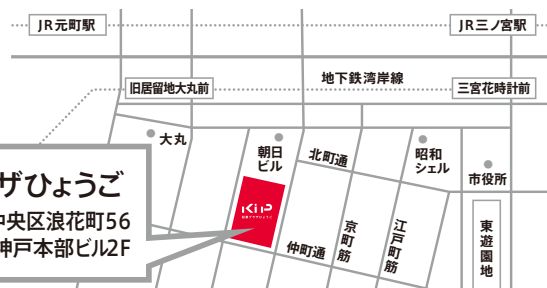 JR元町駅
JR三ノ宮駅
地下鉄湾岸線
旧居留地大丸前
三宮花時計前
大丸
朝日
ビル
北町通
昭和
シェル
市役所
ザひょうご
中央区浪花町56
神戸本部ビル2F
KiP
仲町通
京町筋
江戸町筋
東遊園地